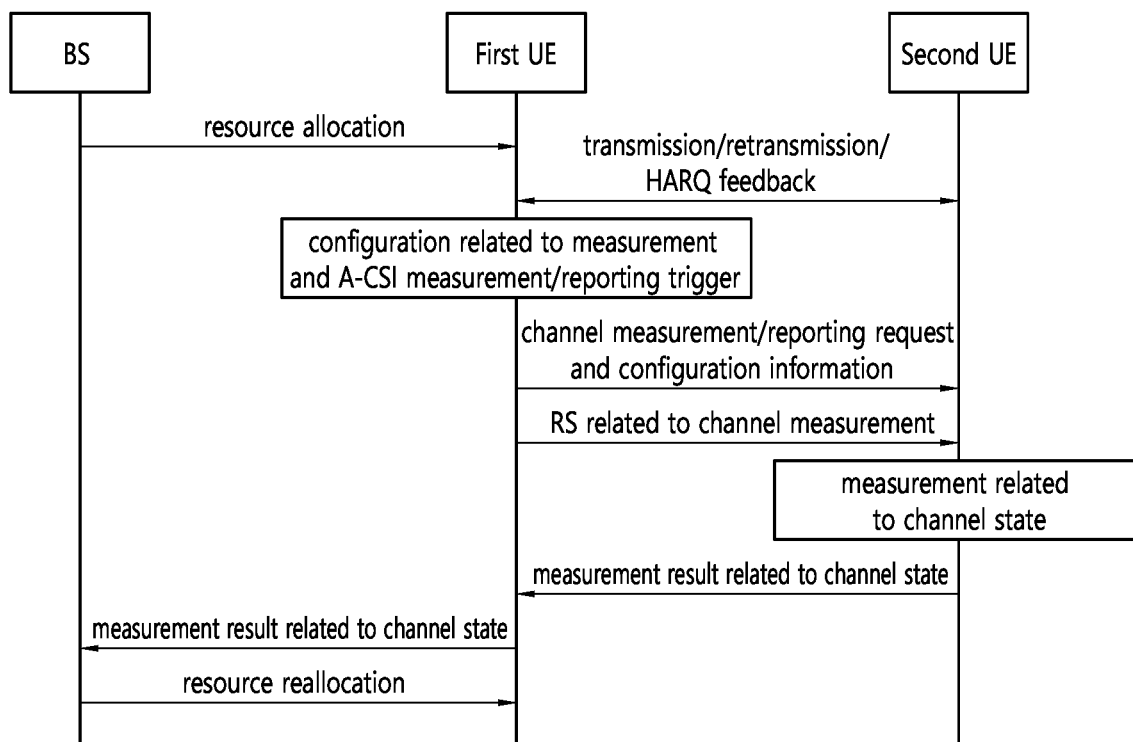 BS
First UE
Second UE
resource allocation
transmission/retransmission/
HARQ feedback
configuration related to measurement
and A-CSI measurement/reporting trigger
channel measurement/reporting request
and configuration information
RS related to channel measurement
measurement related
to channel state
measurement result related to channel state
measurement result related to channel state
resource reallocation